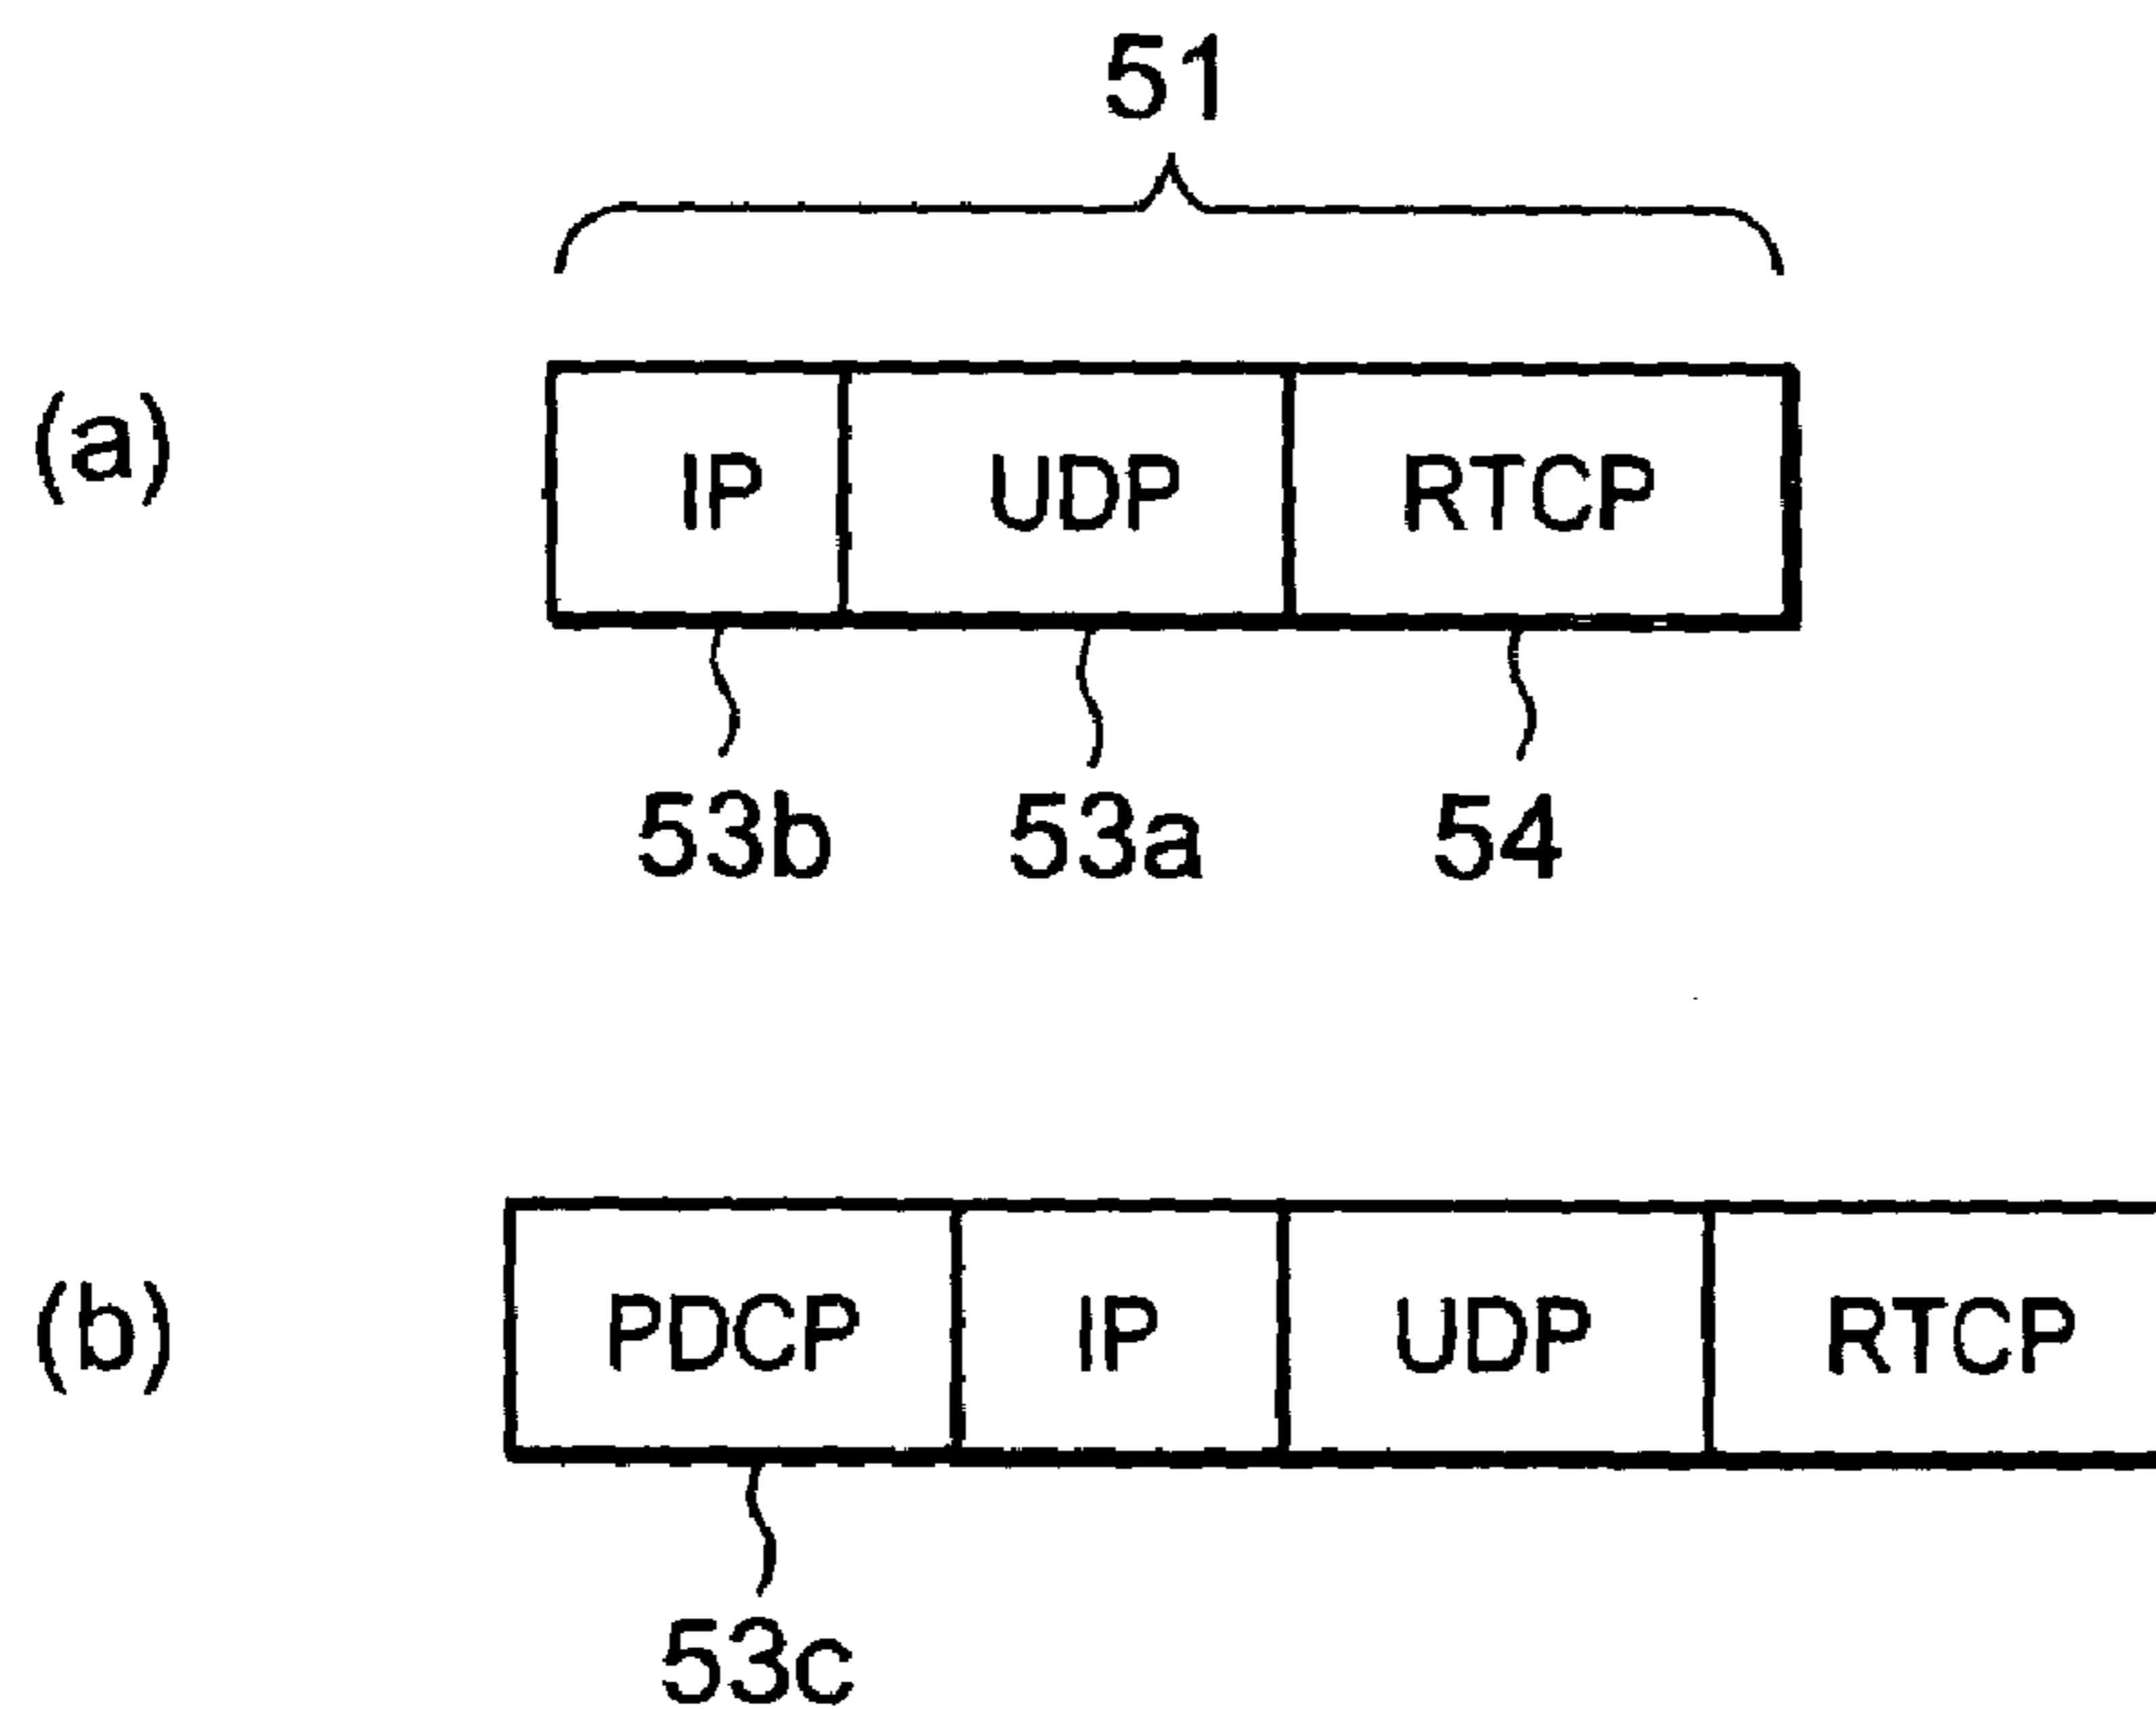 51
(a)
IP UDP RTCP
53b 53a 54
(b)
PDCP IP UDP RTCP
53c